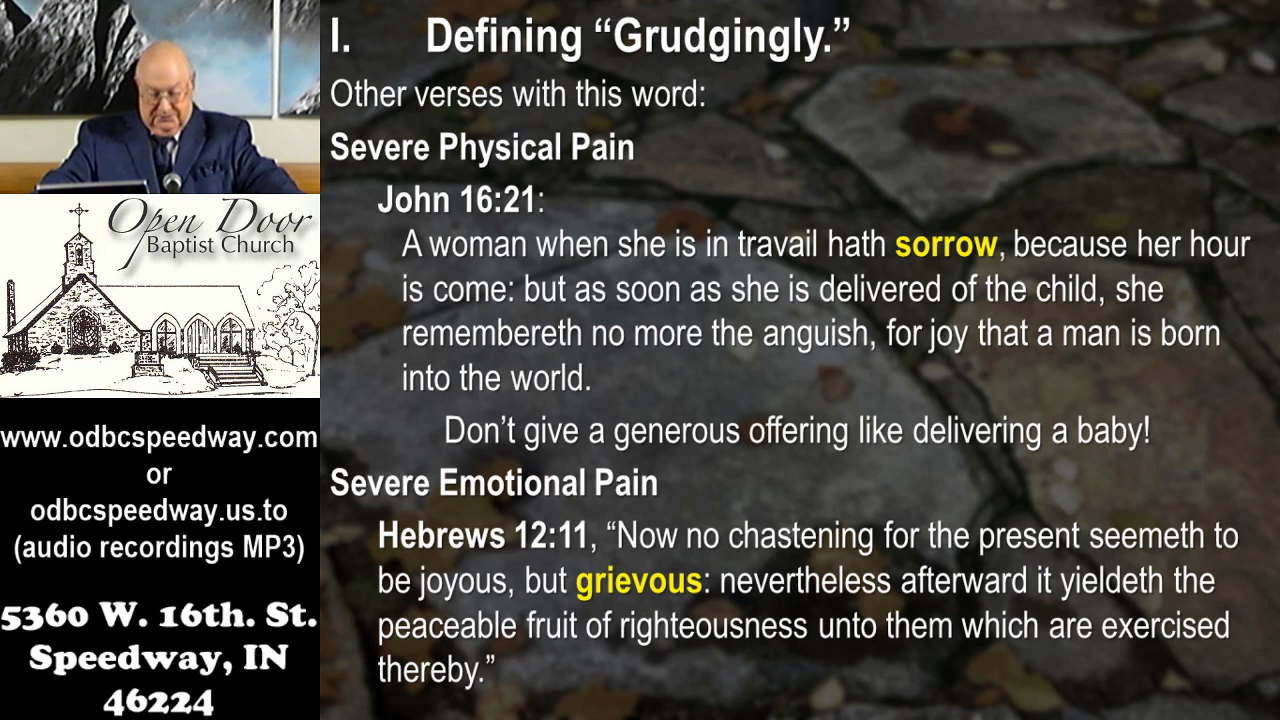 Open Door
Baptist Church
www.odbcspeedway.com
or
odbcspeedway.us.to
(audio recordings MP3)
5360 W. 16th. St.
Speedway, IN
46224
I. Defining “Grudgingly.”
Other verses with this word:
Severe Physical Pain
John 16:21:
A woman when she is in travail hath sorrow, because her hour
is come: but as soon as she is delivered of the child, she
remembereth no more the anguish, for joy that a man is born
into the world.
Don’t give a generous offering like delivering a baby!
Severe Emotional Pain
Hebrews 12:11, “Now no chastening for the present seemeth to
be joyous, but grievous: nevertheless afterward it yieldeth the
peaceable fruit of righteousness unto them which are exercised
thereby.”